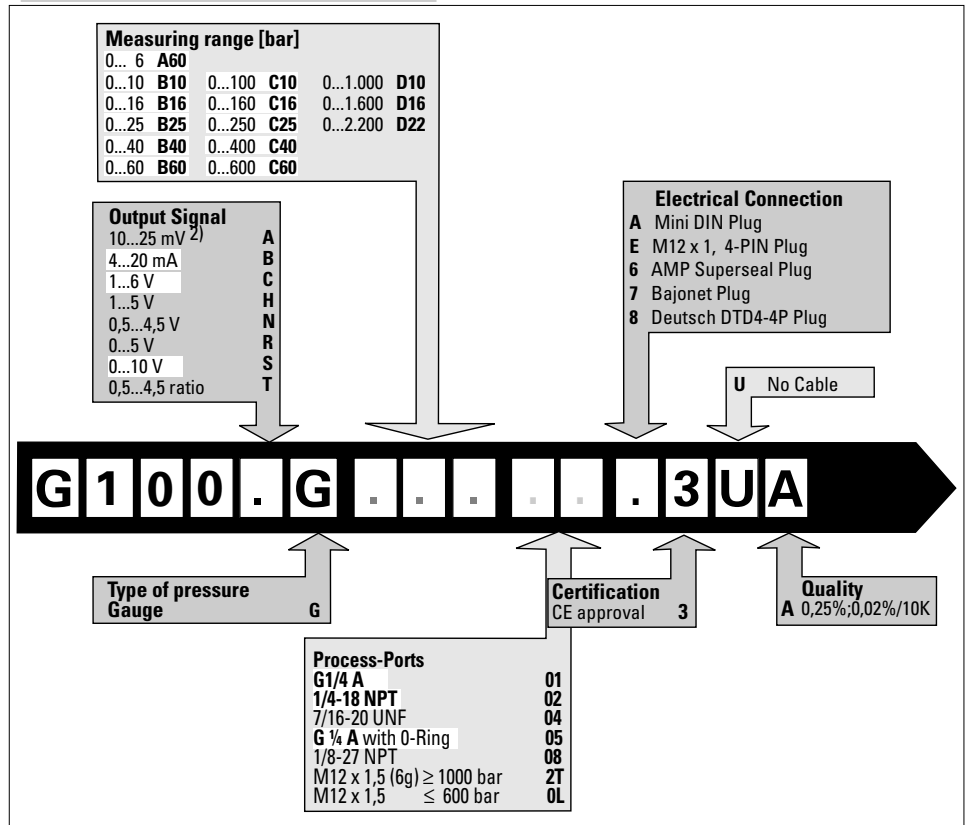 Measuring range [bar]
0... 6 A60
0...10 B10 0...100 C10 0...1.000 D10
0...16 B16 0...160 C16 0...1.600 D16
0...25 B25 0...250 C25 0...2.200 D22
0...40 B40 0...400 C40
0...60 B60 0...600 C60
Output Signal
10...25 mV 2) A
4...20 mA B
1...6 V C
1...5 V H
0,5...4,5 V N
0...5 V R
0...10 V S
0,5...4,5 ratio T
Electrical Connection
A Mini DIN Plug
E M12 x 1, 4-PIN Plug
6 AMP Superseal Plug
7 Bajonet Plug
8 Deutsch DTD4-4P Plug
U No Cable
G100.G . . . . . .3UA
Type of pressure
Gauge G
Process-Ports
G1/4 A 01
1/4-18 NPT 02
7/16-20 UNF 04
G ¼ A with 0-Ring 05
1/8-27 NPT 08
M12 x 1,5 (6g) ≥ 1000 bar 2T
M12 x 1,5 ≤ 600 bar 0L
Certification
CE approval 3
Quality
A 0,25%;0,02%/10K